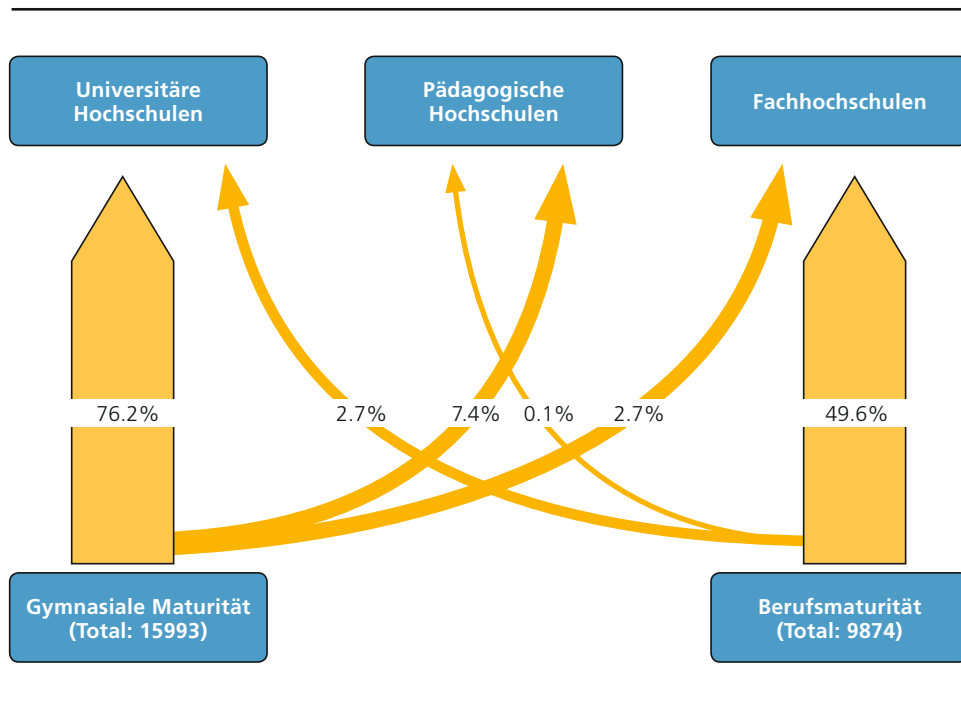 Universitäre
Hochschulen
Pädagogische
Hochschulen
Fachhochschulen
76.2%
2.7%
7.4%
0.1%
2.7%
49.6%
Gymnasiale Maturität
(Total: 15993)
Berufsmaturität
(Total: 9874)